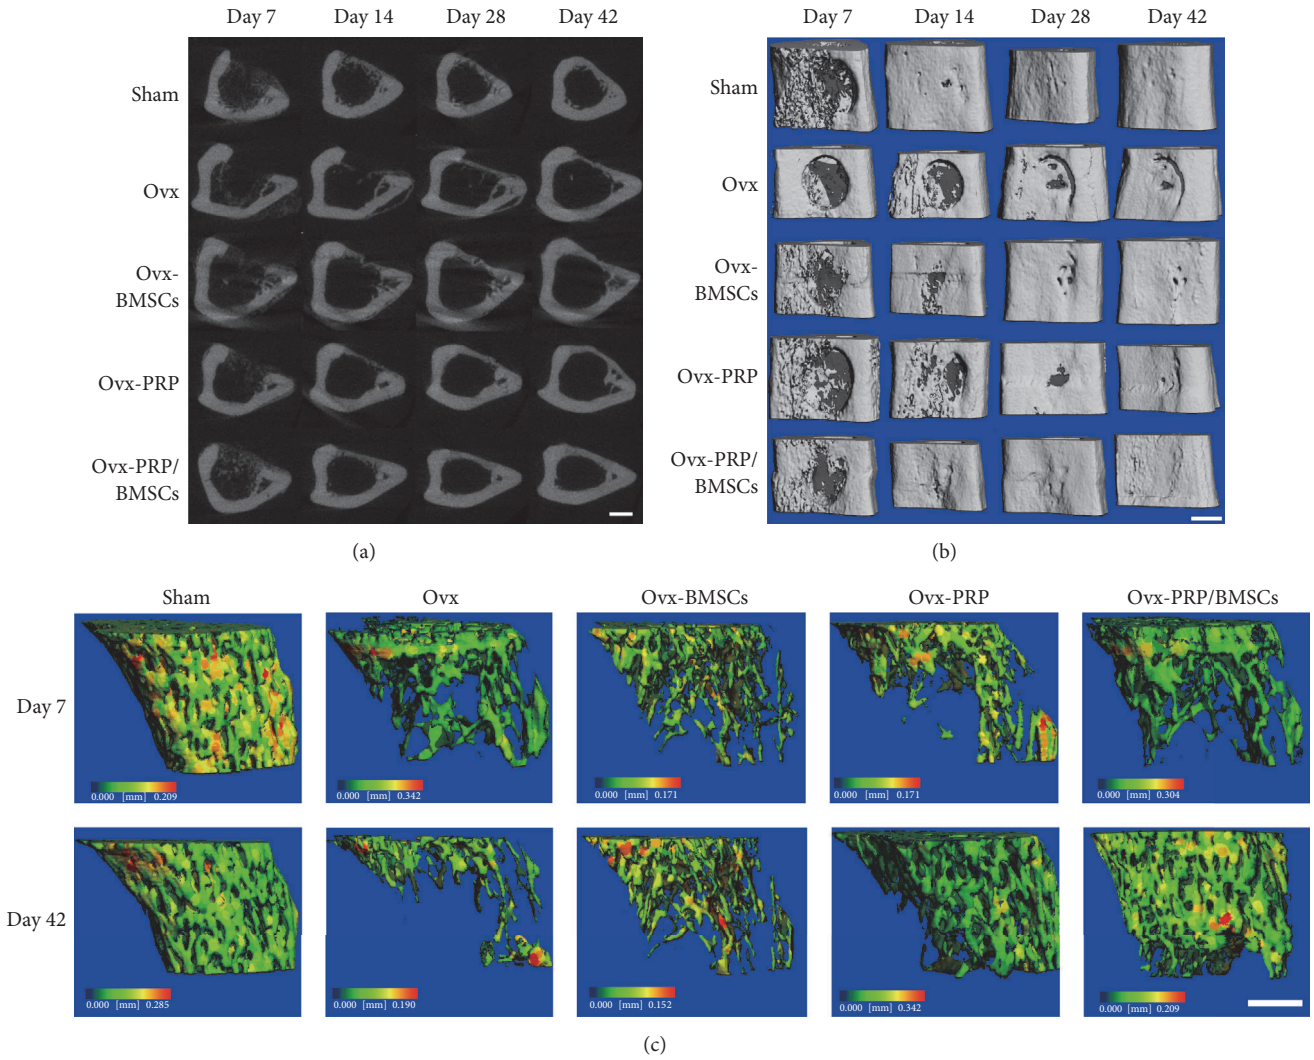 Day 7 Day 14 Day 28 Day 42
Sham
Ovx
Ovx-
BMSCs
Ovx-PRP
Ovx-PRP/
BMSCs
(a)
Day 7 Day 14 Day 28 Day 42
Sham
Ovx
Ovx-
BMSCs
Ovx-PRP
Ovx-PRP/
BMSCs
(b)
Sham Ovx Ovx-BMSCs Ovx-PRP Ovx-PRP/BMSCs
Day 7
0.000 [mm] 0.209
0.000 [mm] 0.342
0.000 [mm] 0.171
0.000 [mm] 0.171
0.000 [mm] 0.304
Day 42
0.000 [mm] 0.285
0.000 [mm] 0.190
0.000 [mm] 0.152
0.000 [mm] 0.342
0.000 [mm] 0.209
(c)